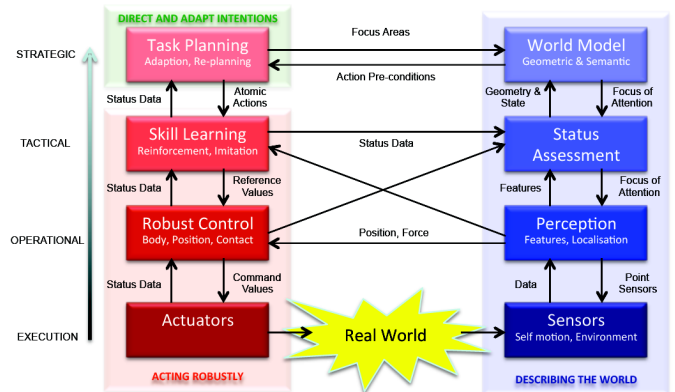 DIRECT AND ADAPT INTENTIONS
STRATEGIC
Task Planning
Adaption, Re-planning
Focus Areas
Action Pre-conditions
World Model
Geometric & Semantic
Status Data
Atomic
Actions
Geometry &
State
Focus of
Attention
TACTICAL
Skill Learning
Reinforcement, Imitation
Status Data
Status
Assessment
Status Data
Reference
Values
Features
Focus of
Attention
OPERATIONAL
Robust Control
Body, Position, Contact
Position, Force
Perception
Features, Localisation
Status Data
Command
Values
Data
Point
Sensors
EXECUTION
Actuators
Real World
Sensors
Self motion, Environment
ACTING ROBUSTLY
DESCRIBING THE WORLD